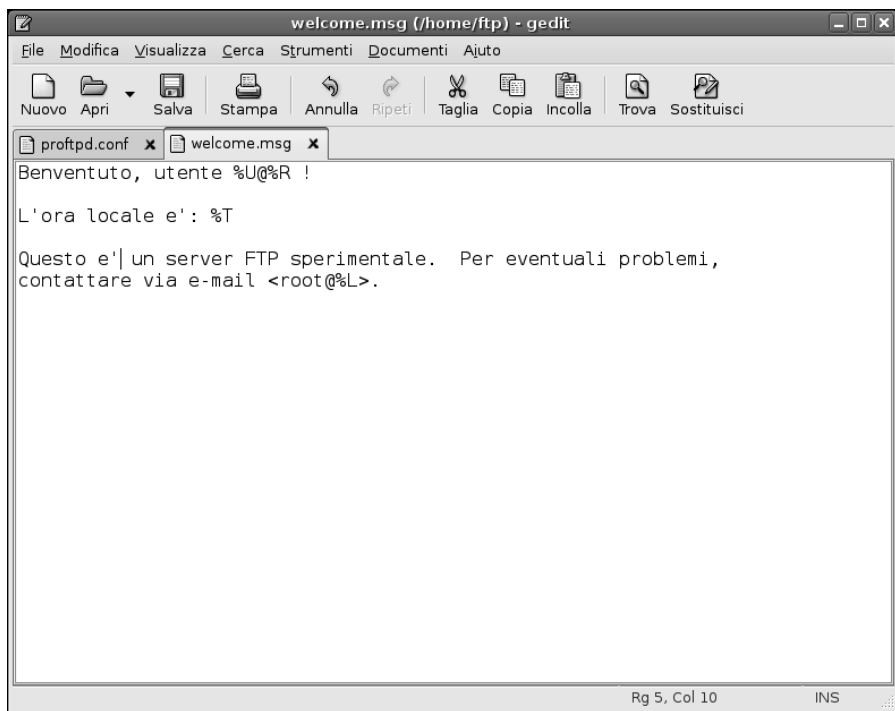 welcome.msg (/home/ftp) - gedit
File Modifica Visualizza Cerca Strumenti Documenti Aiuto
Nuovo Apri Salva Stampa Annulla Ripeti Taglia Copia Incolla Trova Sostituisci
proftpd.conf welcome.msg
Benventuto, utente %U@%R !
L'ora locale e': %T
Questo e' un server FTP sperimentale.  Per eventuali problemi,
contattare via e-mail <root@%L>.
Rg 5, Col 10 INS